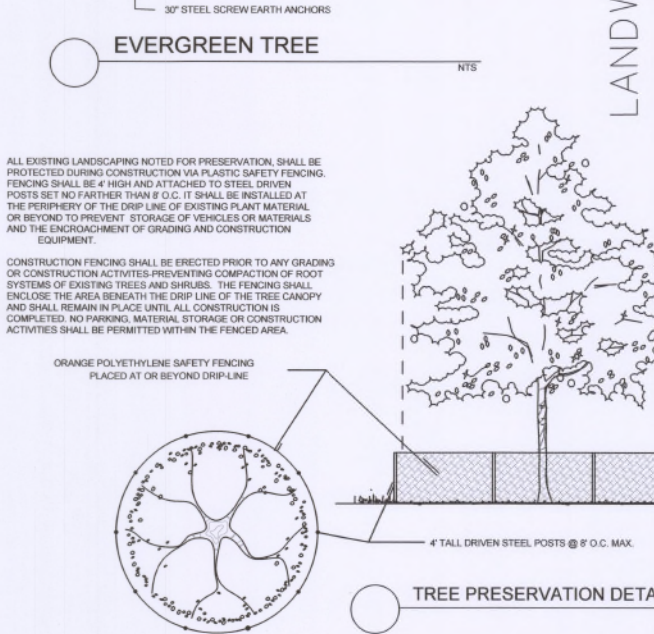 30" STEEL SCREW EARTH ANCHORS
EVERGREEN TREE
NTS
LANDW
ALL EXISTING LANDSCAPING NOTED FOR PRESERVATION, SHALL BE
PROTECTED DURING CONSTRUCTION VIA PLASTIC SAFETY FENCING.
FENCING SHALL BE 4' HIGH AND ATTACHED TO STEEL DRIVEN
POSTS SET NO FARTHER THAN 8' O.C. IT SHALL BE INSTALLED AT
THE PERIPHERY OF THE DRIP LINE OF EXISTING PLANT MATERIAL
OR BEYOND TO PREVENT STORAGE OF VEHICLES OR MATERIALS
AND THE ENCROACHMENT OF GRADING AND CONSTRUCTION
EQUIPMENT.
CONSTRUCTION FENCING SHALL BE ERECTED PRIOR TO ANY GRADING
OR CONSTRUCTION ACTIVITES-PREVENTING COMPACTION OF ROOT
SYSTEMS OF EXISTING TREES AND SHRUBS. THE FENCING SHALL
ENCLOSE THE AREA BENEATH THE DRIP LINE OF THE TREE CANOPY
AND SHALL REMAIN IN PLACE UNTIL ALL CONSTRUCTION IS
COMPLETED. NO PARKING, MATERIAL STORAGE OR CONSTRUCTION
ACTIVITIES SHALL BE PERMITTED WITHIN THE FENCED AREA.
ORANGE POLYETHYLENE SAFETY FENCING
PLACED AT OR BEYOND DRIP-LINE
4' TALL DRIVEN STEEL POSTS @ 8' O.C. MAX.
TREE PRESERVATION DETA